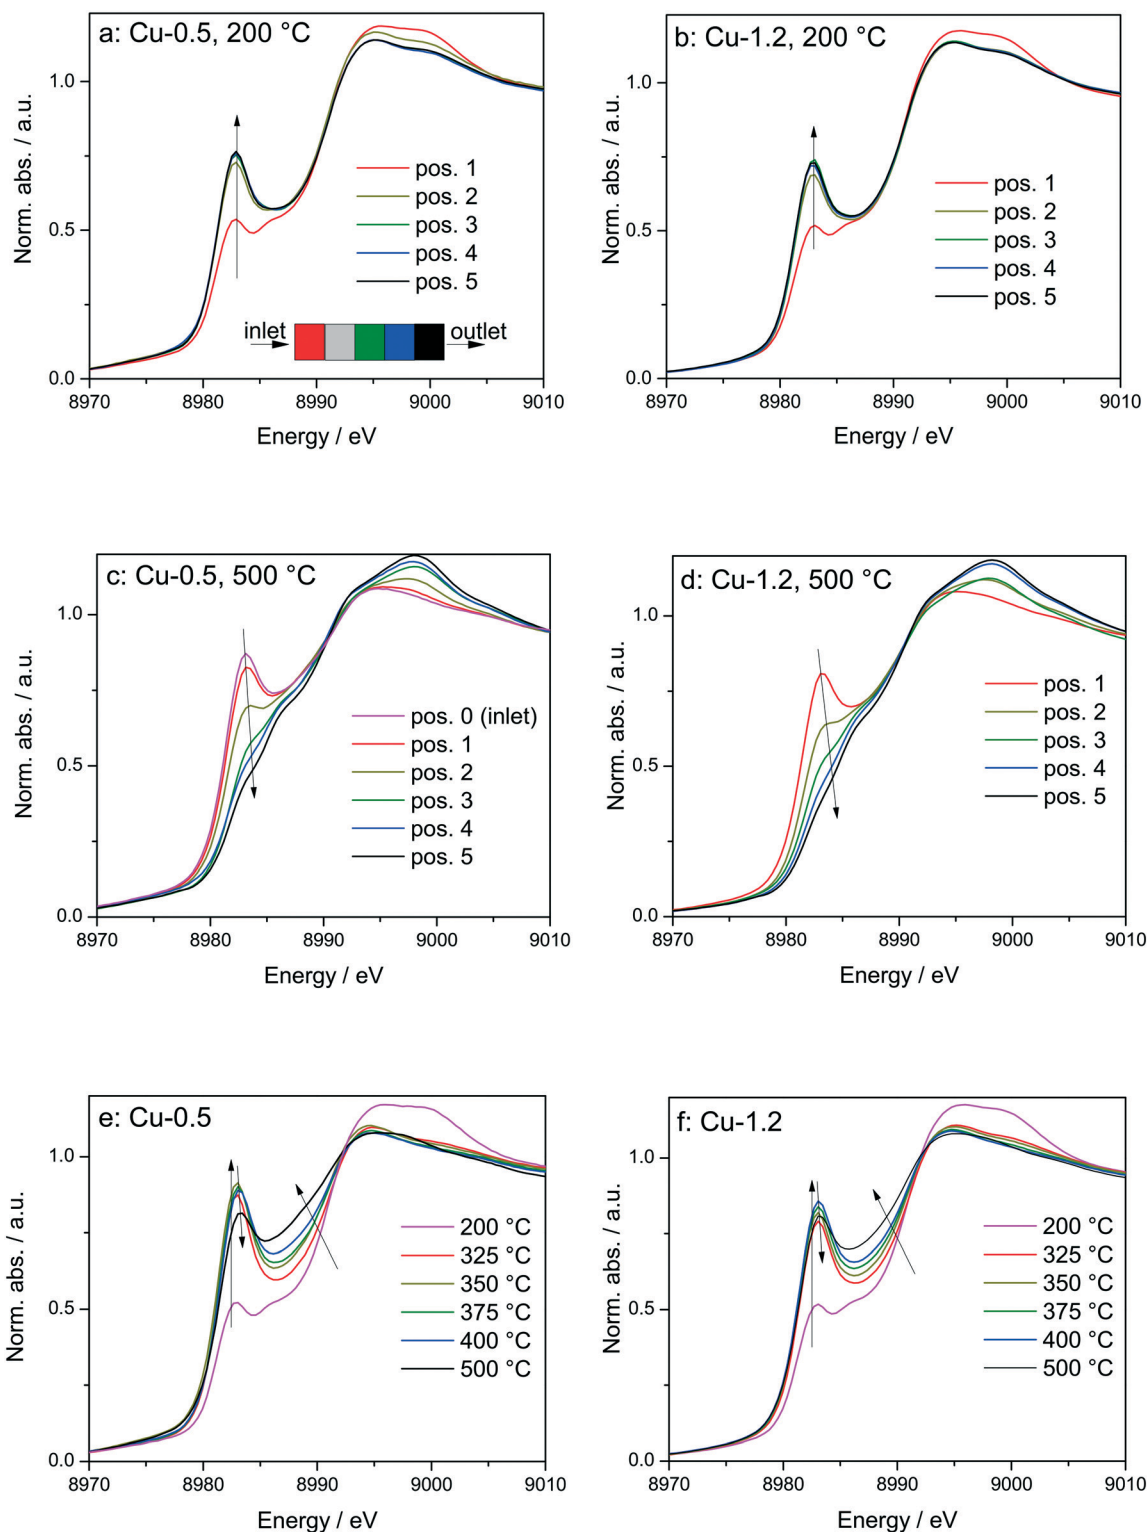 a: Cu-0.5, 200 °C
Norm. abs. / a.u.
1.0
0.5
0.0
pos. 1
pos. 2
pos. 3
pos. 4
pos. 5
inlet
outlet
8970 8980 8990 9000 9010
Energy / eV
b: Cu-1.2, 200 °C
Norm. abs. / a.u.
1.0
0.5
0.0
pos. 1
pos. 2
pos. 3
pos. 4
pos. 5
8970 8980 8990 9000 9010
Energy / eV
c: Cu-0.5, 500 °C
Norm. abs. / a.u.
1.0
0.5
0.0
pos. 0 (inlet)
pos. 1
pos. 2
pos. 3
pos. 4
pos. 5
8970 8980 8990 9000 9010
Energy / eV
d: Cu-1.2, 500 °C
Norm. abs. / a.u.
1.0
0.5
0.0
pos. 1
pos. 2
pos. 3
pos. 4
pos. 5
8970 8980 8990 9000 9010
Energy / eV
e: Cu-0.5
Norm. abs. / a.u.
1.0
0.5
0.0
200 °C
325 °C
350 °C
375 °C
400 °C
500 °C
8970 8980 8990 9000 9010
Energy / eV
f: Cu-1.2
Norm. abs. / a.u.
1.0
0.5
0.0
200 °C
325 °C
350 °C
375 °C
400 °C
500 °C
8970 8980 8990 9000 9010
Energy / eV